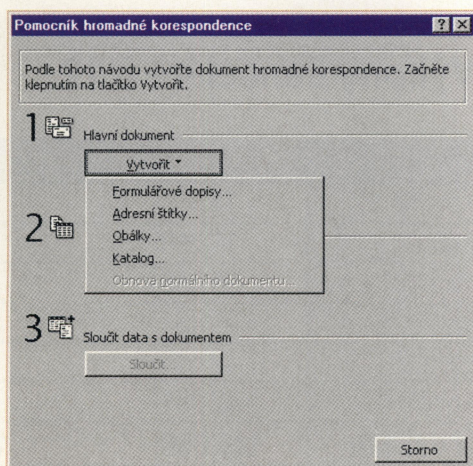 Pomocník hromadné korespondence
Podle tohoto návodu vytvořte dokument hromadné korespondence. Začněte
klepnutím na tlačítko Vytvořit.
1
Hlavní dokument
Vytvořit
Formulářové dopisy...
Adresní štítky...
2
Obálky...
Katalog...
Obnova normálního dokumentu...
3
Sloučit data s dokumentem
Sloučit...
Storno